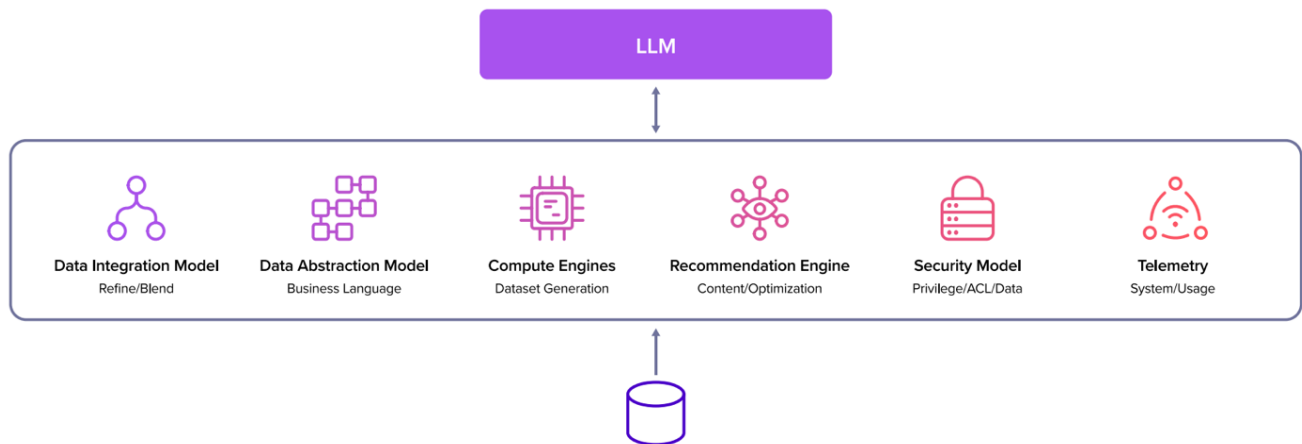 LLM
Data Integration Model
Refine/Blend
Data Abstraction Model
Business Language
Compute Engines
Dataset Generation
Recommendation Engine
Content/Optimization
Security Model
Privilege/ACL/Data
Telemetry
System/Usage